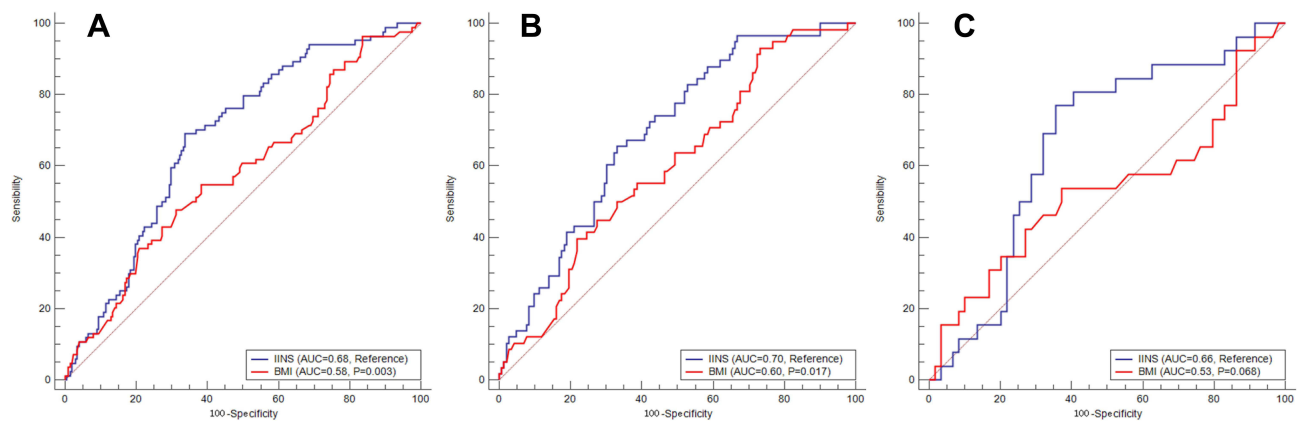 A
Sensibility
100
80
60
40
20
0
0
20
40
60
80
100
IINS (AUC=0.68, Reference)
BMI (AUC=0.58, P=0.003)
100-Specificity
B
Sensibility
100
80
60
40
20
0
0
20
40
60
80
100
IINS (AUC=0.70, Reference)
BMI (AUC=0.60, P=0.017)
100-Specificity
C
Sensibility
100
80
60
40
20
0
0
20
40
60
80
100
IINS (AUC=0.66, Reference)
BMI (AUC=0.53, P=0.068)
100-Specificity